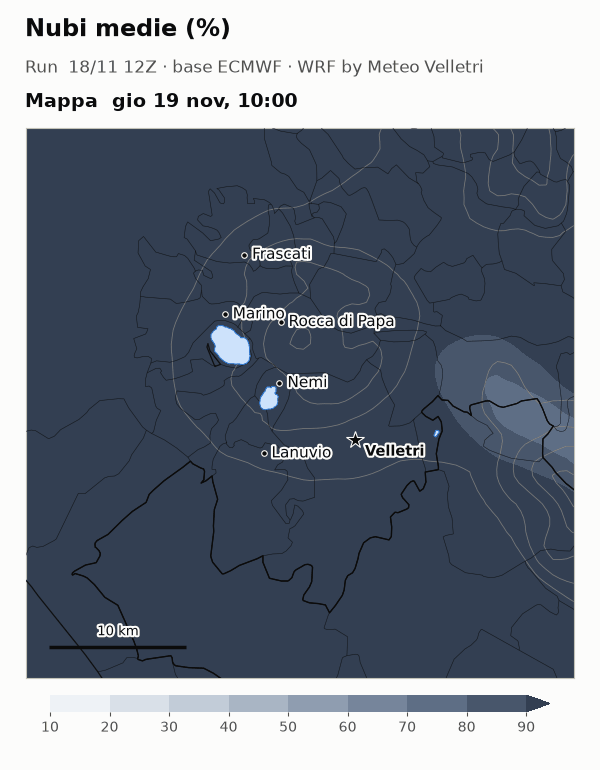 Nubi medie (%)
Run  18/11 12Z · base ECMWF · WRF by Meteo Velletri
Mappa  gio 19 nov, 10:00
Frascati
Marino
Rocca di Papa
Nemi
Velletri
Lanuvio
10 km
10 20 30 40 50 60 70 80 90